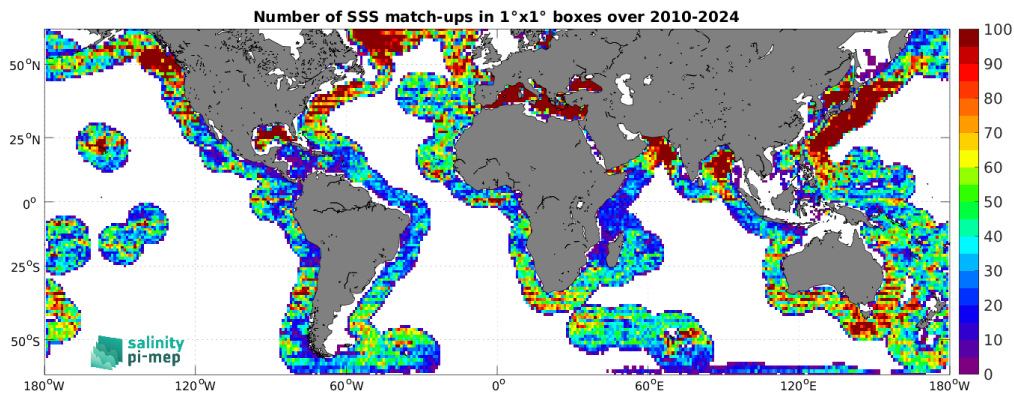 Number of SSS match-ups in 1°x1° boxes over 2010-2024
100
90
80
70
60
50
40
30
20
10
0
50°N
25°N
0°
25°S
50°S
salinity
pi-mep
180°W
120°W
60°W
0°
60°E
120°E
180°W